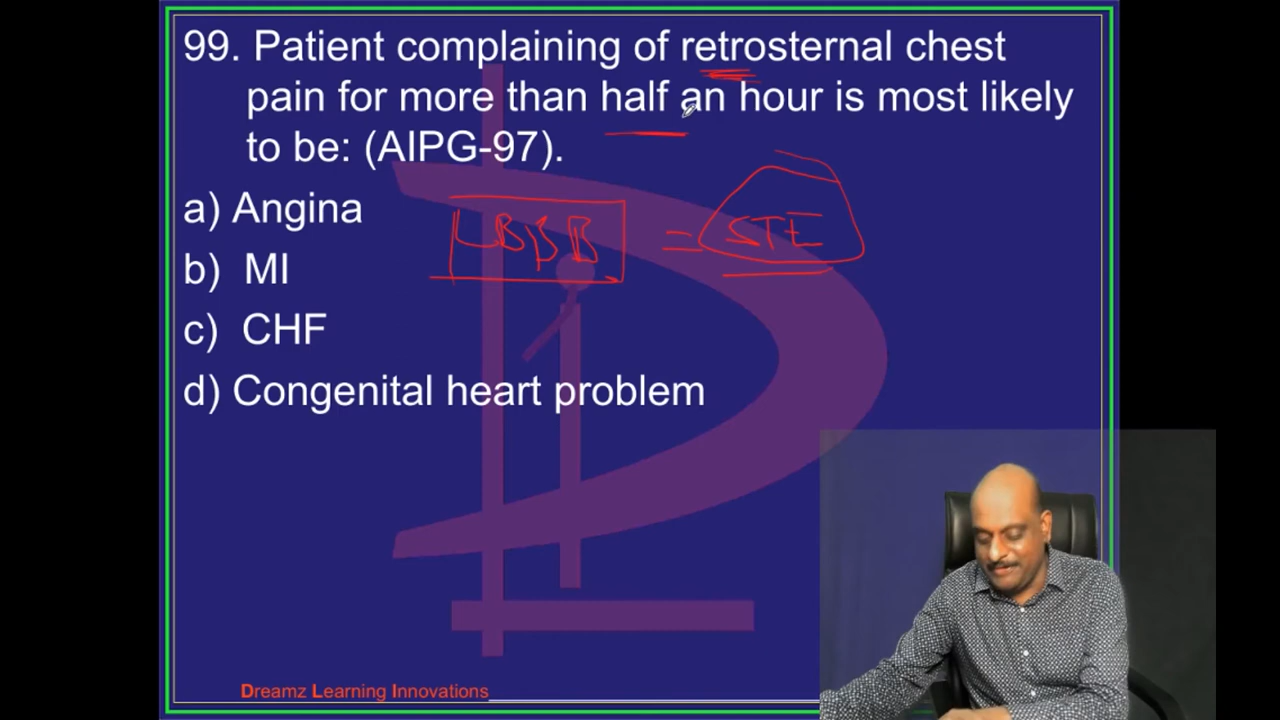 99. Patient complaining of retrosternal chest
pain for more than half an hour is most likely
to be: (AIPG-97).
a) Angina
LBBB = STE
b) MI
c) CHF
d) Congenital heart problem
Dreamz Learning Innovations